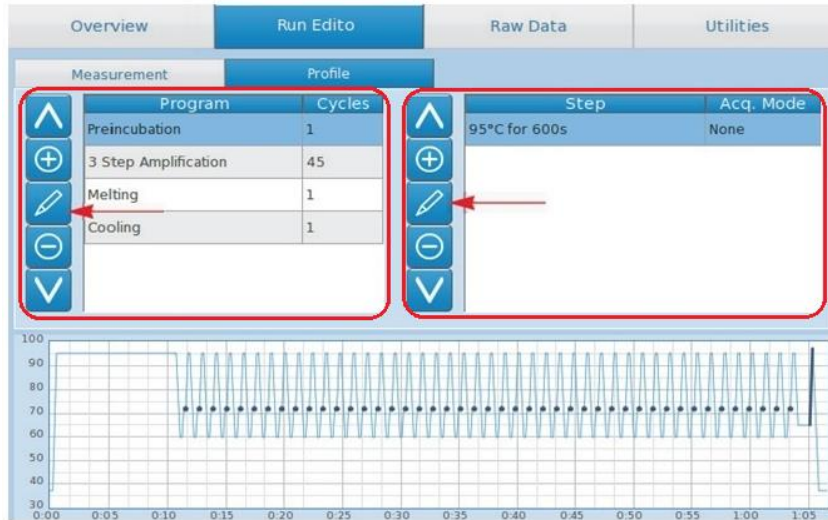 Overview Run Edito Raw Data Utilities
Measurement Profile
Program Cycles
Preincubation 1
3 Step Amplification 45
Melting 1
Cooling 1
Step Acq. Mode
95°C for 600s None
100
90
80
70
60
50
40
30
0:00 0:05 0:10 0:15 0:20 0:25 0:30 0:35 0:40 0:45 0:50 0:55 1:00 1:05